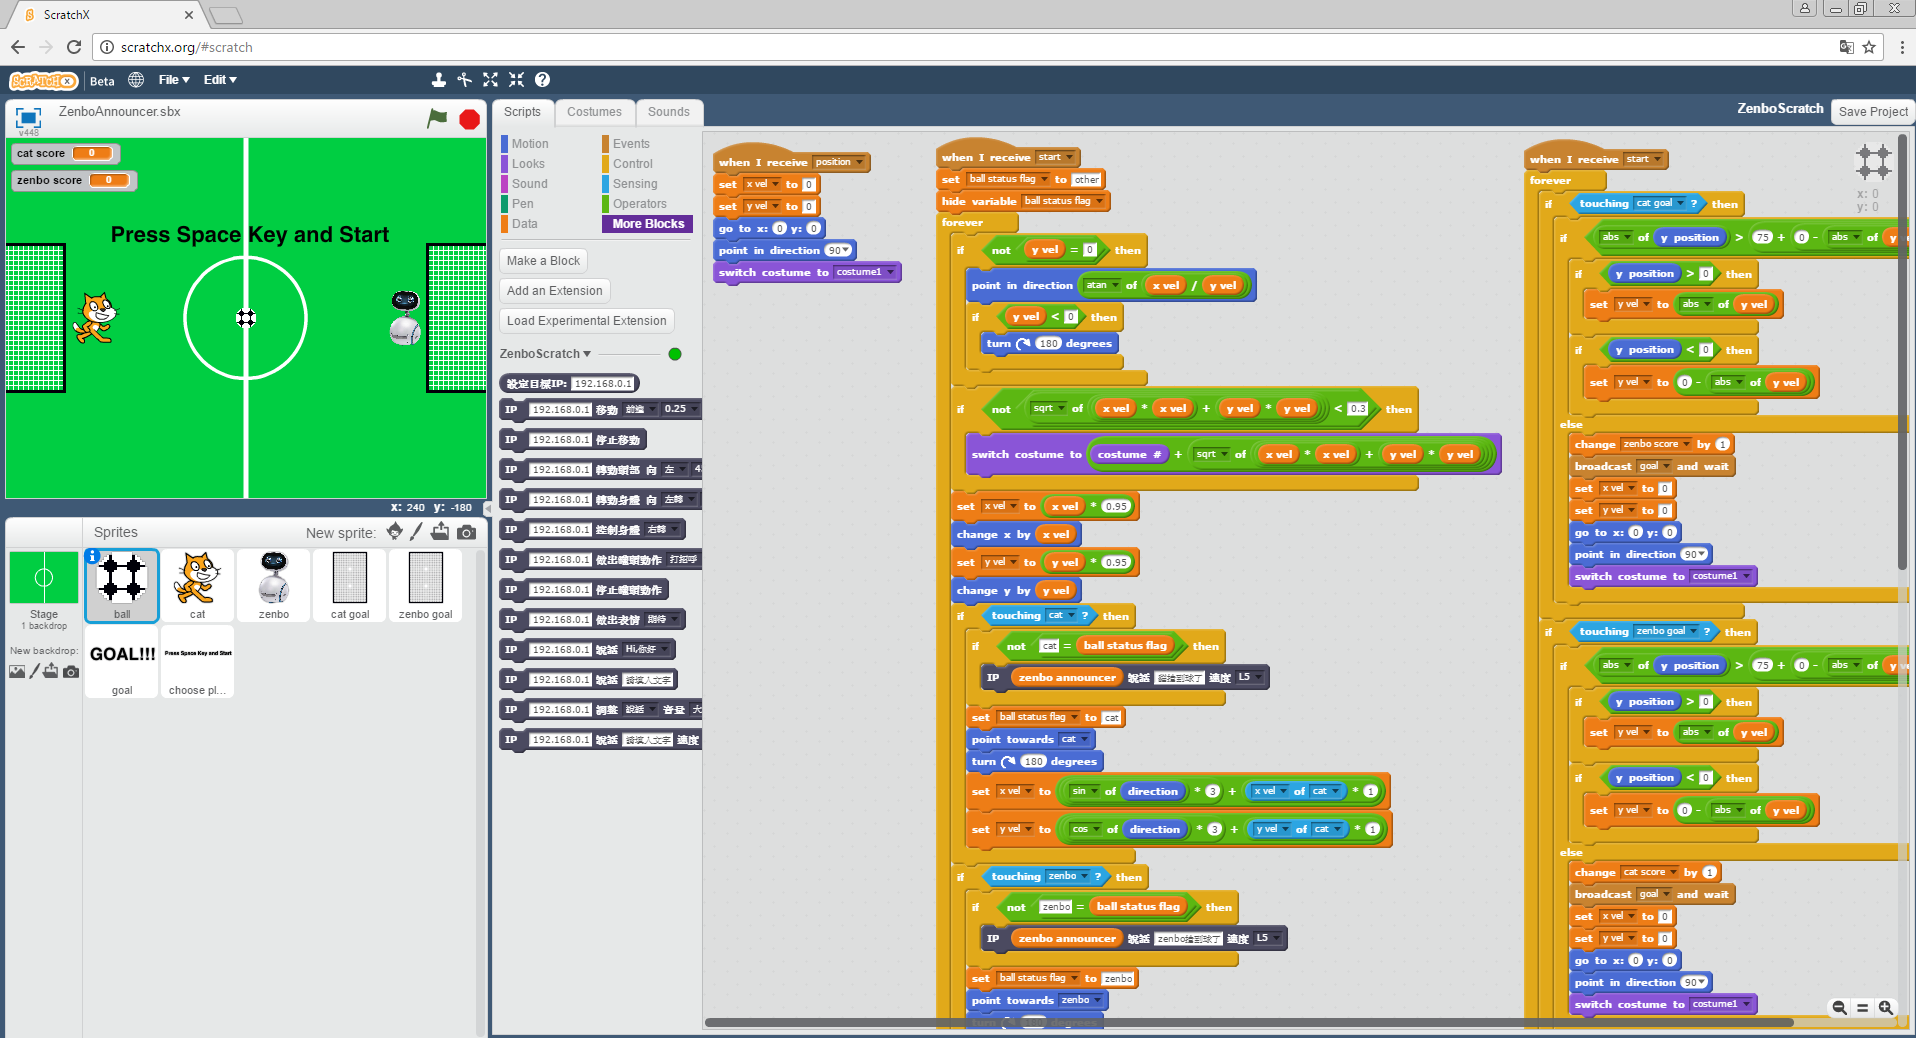 ScratchX
scratchx.org/#scratch
SCRATCH X
Beta
File
Edit
ZenboAnnouncer.sbx
v448
cat score 0
zenbo score 0
Press Space Key and Start
x: 240 y: -180
Sprites
New sprite:
Stage
1 backdrop
New backdrop:
ball
cat
zenbo
cat goal
zenbo goal
GOAL!!!
goal
Press Space Key and Start
choose pl...
Scripts
Costumes
Sounds
Motion
Looks
Sound
Pen
Data
Events
Control
Sensing
Operators
More Blocks
Make a Block
Add an Extension
Load Experimental Extension
ZenboScratch
設定目標IP: 192.168.0.1
IP 192.168.0.1 移動 前進 0.25
IP 192.168.0.1 停止移動
IP 192.168.0.1 轉動頭部 向 左
IP 192.168.0.1 轉動身體 向 左轉
IP 192.168.0.1 控制身體 右轉
IP 192.168.0.1 做出輪頸動作 打招呼
IP 192.168.0.1 做出表情 期待
IP 192.168.0.1 說話 Hi,你好
IP 192.168.0.1 說話 請填入文字
IP 192.168.0.1 調整 說話 音量 大
IP 192.168.0.1 說話 請填入文字 速度
ZenboScratch
Save Project
x: 0
y: 0
when I receive position
set x vel to 0
set y vel to 0
go to x: 0 y: 0
point in direction 90
switch costume to costume1
when I receive start
set ball status flag to other
hide variable ball status flag
forever
if not y vel = 0 then
point in direction atan of x vel / y vel
if y vel < 0 then
turn 180 degrees
if not sqrt of x vel * x vel + y vel * y vel < 0.3 then
switch costume to costume # + sqrt of x vel * x vel + y vel * y vel
set x vel to x vel * 0.95
change x by x vel
set y vel to y vel * 0.95
change y by y vel
if touching cat ? then
if not cat = ball status flag then
IP zenbo announcer 說話 貓搶到球了 速度 L5
set ball status flag to cat
point towards cat
turn 180 degrees
set x vel to sin of direction * 3 + x vel of cat * 1
set y vel to cos of direction * 3 + y vel of cat * 1
if touching zenbo ? then
if not zenbo = ball status flag then
IP zenbo announcer 說話 zenbo搶到球了 速度 L5
set ball status flag to zenbo
point towards zenbo
when I receive start
forever
if touching cat goal ? then
if abs of y position > 75 + 0 - abs of
if y position > 0 then
set y vel to abs of y vel
if y position < 0 then
set y vel to 0 - abs of y vel
else
change zenbo score by 1
broadcast goal and wait
set x vel to 0
set y vel to 0
go to x: 0 y: 0
point in direction 90
switch costume to costume1
if touching zenbo goal ? then
if abs of y position > 75 + 0 - abs of
if y position > 0 then
set y vel to abs of y vel
if y position < 0 then
set y vel to 0 - abs of y vel
else
change cat score by 1
broadcast goal and wait
set x vel to 0
set y vel to 0
go to x: 0 y: 0
point in direction 90
switch costume to costume1